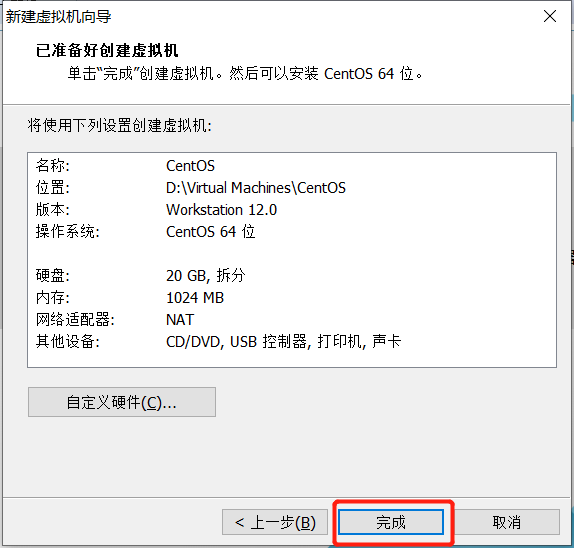 新建虚拟机向导
已准备好创建虚拟机
单击“完成”创建虚拟机。然后可以安装 CentOS 64 位。
将使用下列设置创建虚拟机:
名称: CentOS
位置: D:\Virtual Machines\CentOS
版本: Workstation 12.0
操作系统: CentOS 64 位
硬盘: 20 GB, 拆分
内存: 1024 MB
网络适配器: NAT
其他设备: CD/DVD, USB 控制器, 打印机, 声卡
自定义硬件(C)...
< 上一步(B) 完成 取消